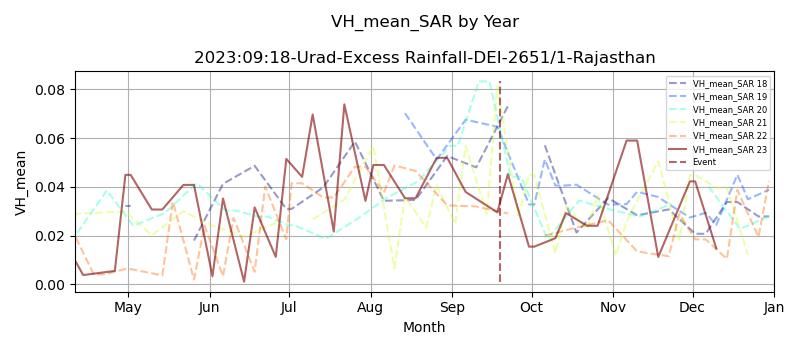 VH_mean_SAR by Year
2023:09:18-Urad-Excess Rainfall-DEI-2651/1-Rajasthan
VH_mean
0.08
0.06
0.04
0.02
0.00
VH_mean_SAR 18
VH_mean_SAR 19
VH_mean_SAR 20
VH_mean_SAR 21
VH_mean_SAR 22
VH_mean_SAR 23
Event
May Jun Jul Aug Sep Oct Nov Dec Jan
Month